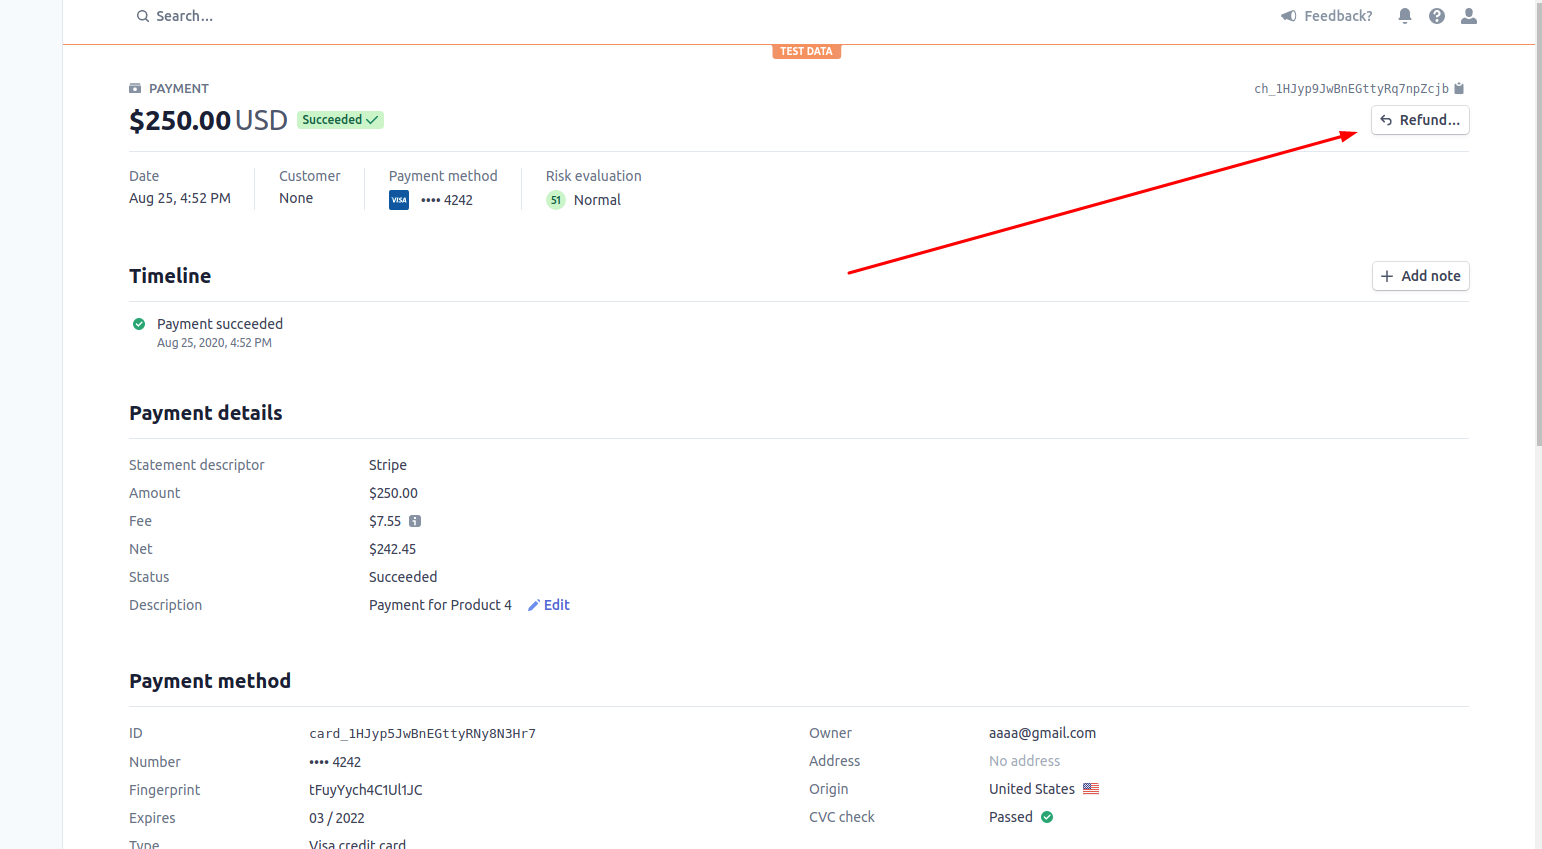 Search...
Feedback?
TEST DATA
PAYMENT
ch_1HJyp9JwBnEGttyRq7npZcjb
$250.00 USD Succeeded
Refund...
Date Customer Payment method Risk evaluation
Aug 25, 4:52 PM None VISA •••• 4242 51 Normal
Timeline
Add note
Payment succeeded
Aug 25, 2020, 4:52 PM
Payment details
Statement descriptor Stripe
Amount $250.00
Fee $7.55
Net $242.45
Status Succeeded
Description Payment for Product 4 Edit
Payment method
ID card_1HJyp5JwBnEGttyRNy8N3Hr7 Owner aaaa@gmail.com
Number •••• 4242 Address No address
Fingerprint tFuyYych4C1Ul1JC Origin United States
Expires 03 / 2022 CVC check Passed
Type Visa credit card